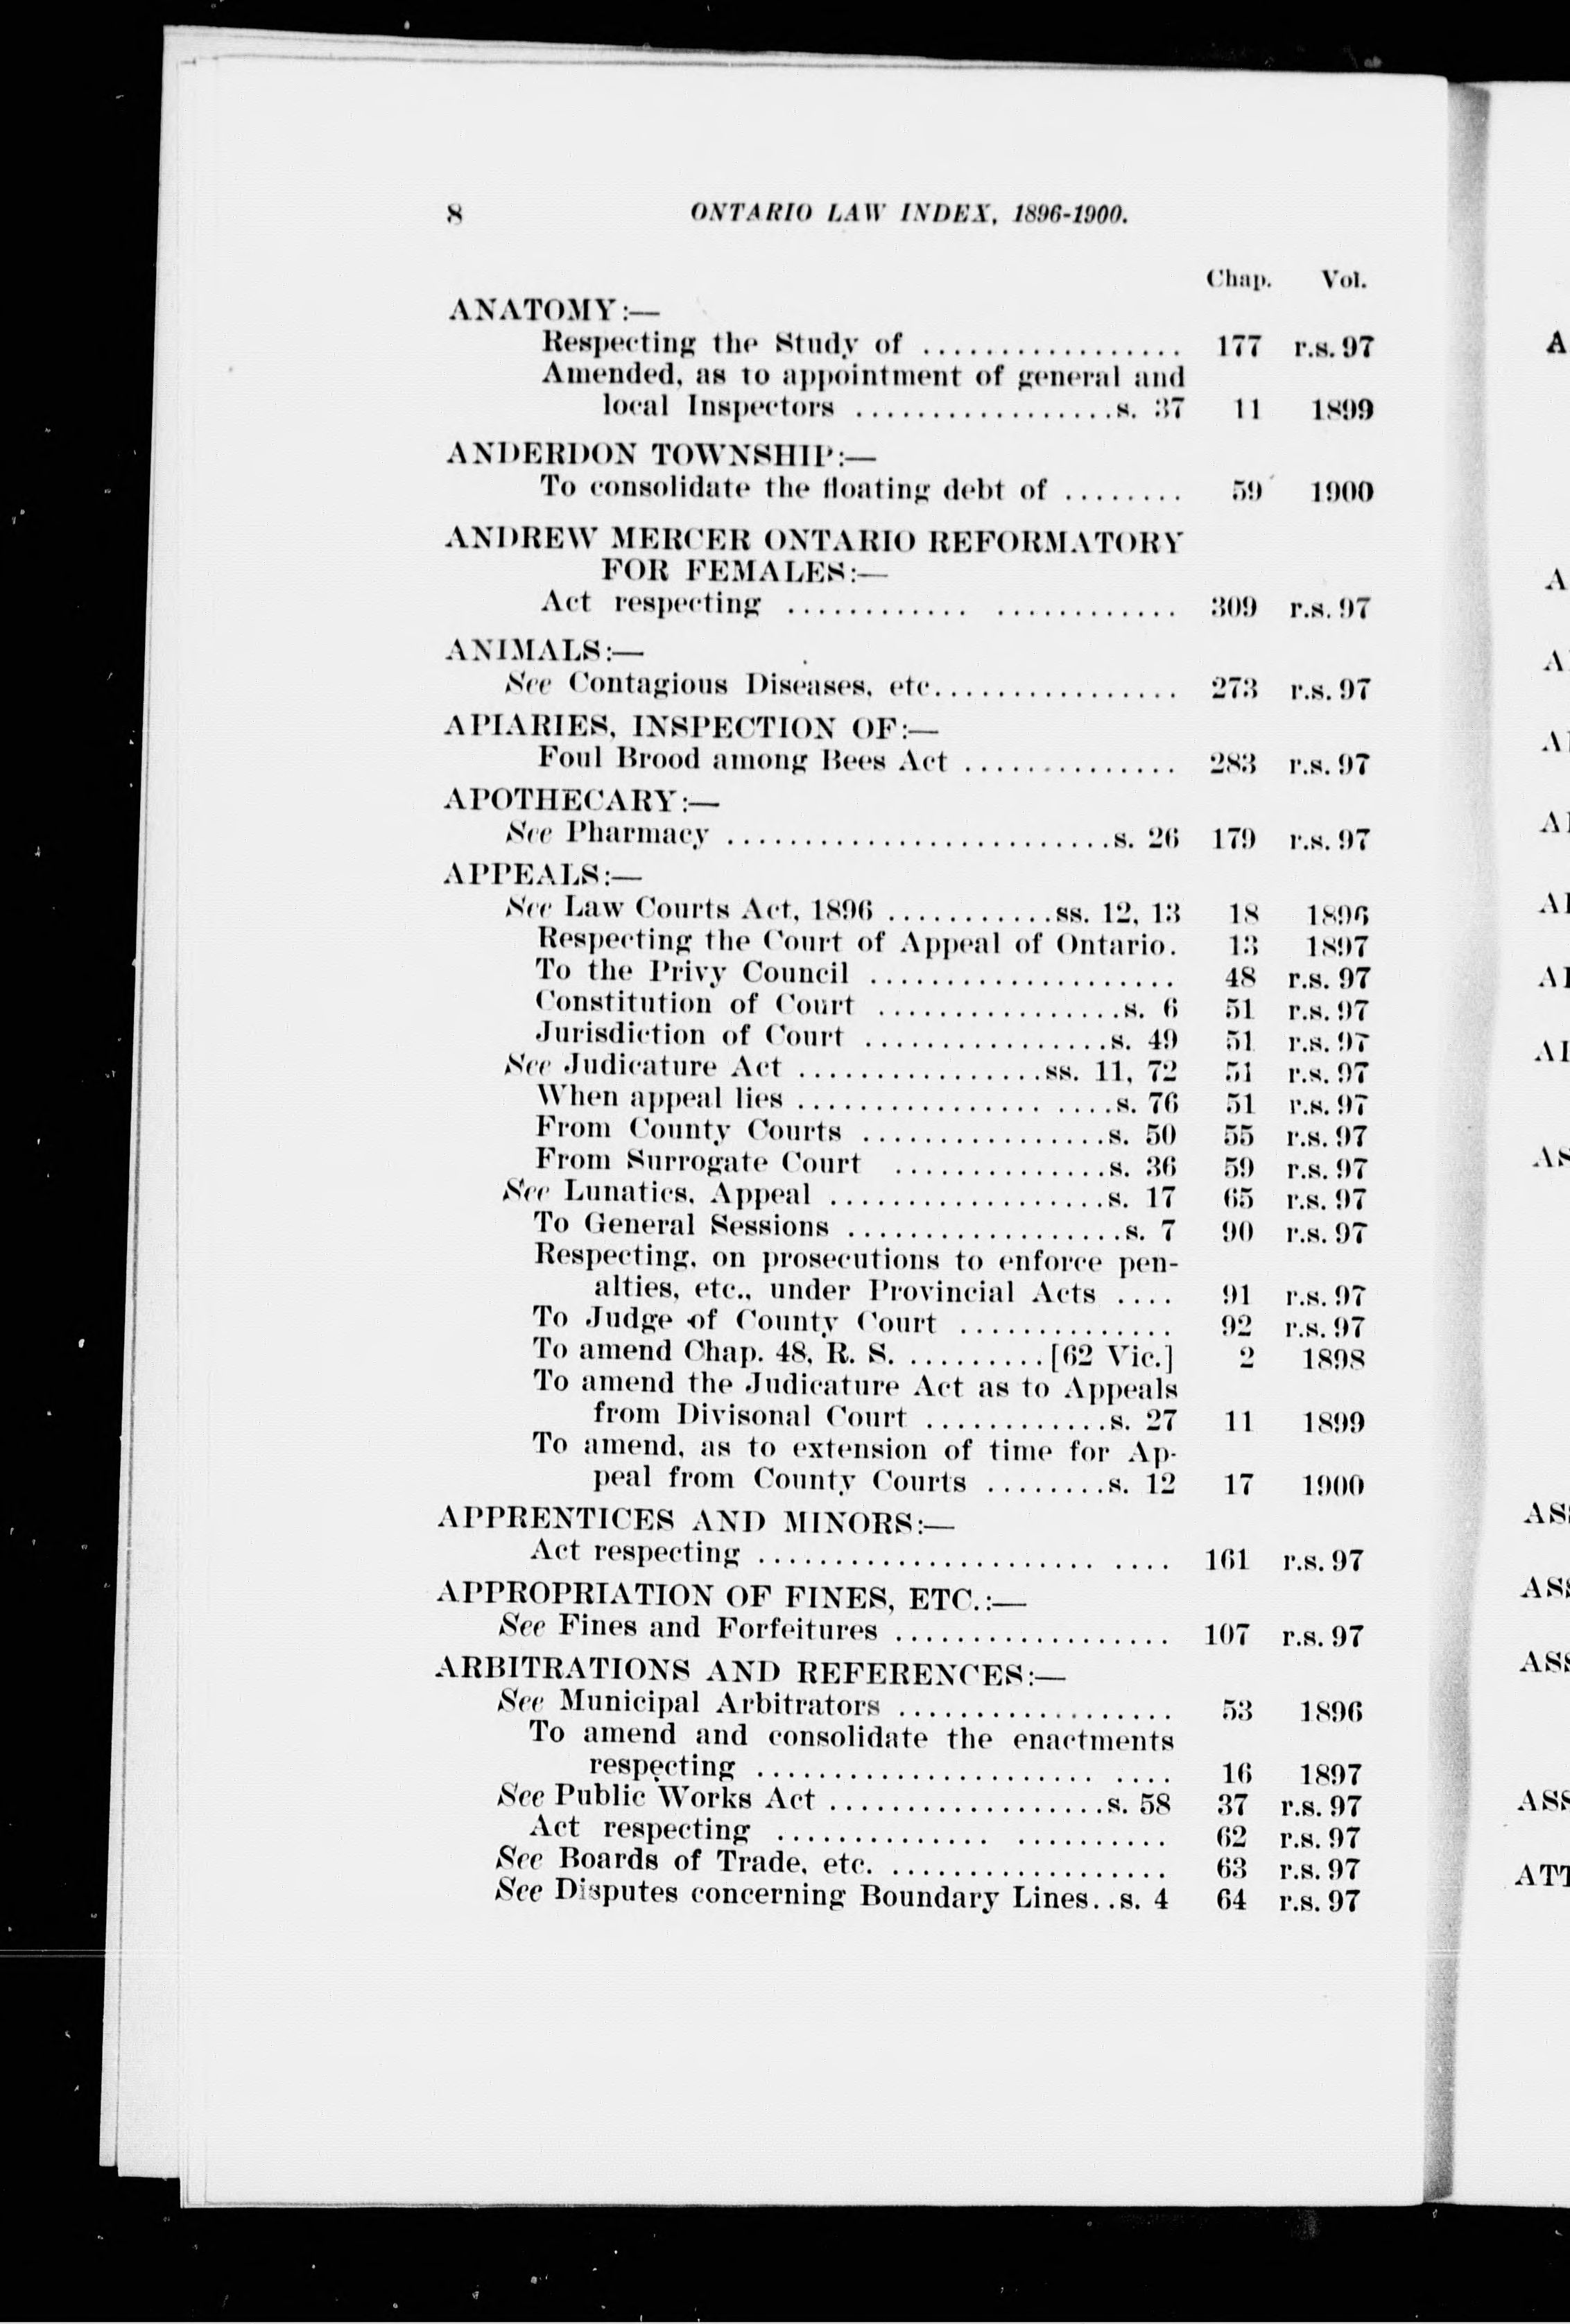 8 ONTARIO LAW INDEX, 1896-1900.
Chap. Vol.
ANATOMY:—
Respecting the Study of ................. 177 r.s. 97
Amended, as to appointment of general and
local Inspectors .................s. 37 11 1899
ANDERDON TOWNSHIP:—
To consolidate the floating debt of ........ 59 1900
ANDREW MERCER ONTARIO REFORMATORY
FOR FEMALES:—
Act respecting ............ ............ 309 r.s. 97
ANIMALS:—
See Contagious Diseases, etc................ 273 r.s. 97
APIARIES, INSPECTION OF:—
Foul Brood among Bees Act .............. 283 r.s. 97
APOTHECARY:—
See Pharmacy .........................s. 26 179 r.s. 97
APPEALS:—
See Law Courts Act, 1896 ...........ss. 12, 13 18 1896
Respecting the Court of Appeal of Ontario. 13 1897
To the Privy Council .................... 48 r.s. 97
Constitution of Court ................s. 6 51 r.s. 97
Jurisdiction of Court ................s. 49 51 r.s. 97
See Judicature Act ................ss. 11, 72 51 r.s. 97
When appeal lies ................ ....s. 76 51 r.s. 97
From County Courts ................s. 50 55 r.s. 97
From Surrogate Court ..............s. 36 59 r.s. 97
See Lunatics, Appeal ..................s. 17 65 r.s. 97
To General Sessions ..................s. 7 90 r.s. 97
Respecting, on prosecutions to enforce pen-
alties, etc., under Provincial Acts .... 91 r.s. 97
To Judge of County Court .............. 92 r.s. 97
To amend Chap. 48, R. S. .........[62 Vic.] 2 1898
To amend the Judicature Act as to Appeals
from Divisonal Court ............s. 27 11 1899
To amend, as to extension of time for Ap-
peal from County Courts ........s. 12 17 1900
APPRENTICES AND MINORS:—
Act respecting ...................... .... 161 r.s. 97
APPROPRIATION OF FINES, ETC.:—
See Fines and Forfeitures .................. 107 r.s. 97
ARBITRATIONS AND REFERENCES:—
See Municipal Arbitrators .................. 53 1896
To amend and consolidate the enactments
respecting ...................... .... 16 1897
See Public Works Act ..................s. 58 37 r.s. 97
Act respecting .............. .......... 62 r.s. 97
See Boards of Trade, etc. .................. 63 r.s. 97
See Disputes concerning Boundary Lines..s. 4 64 r.s. 97